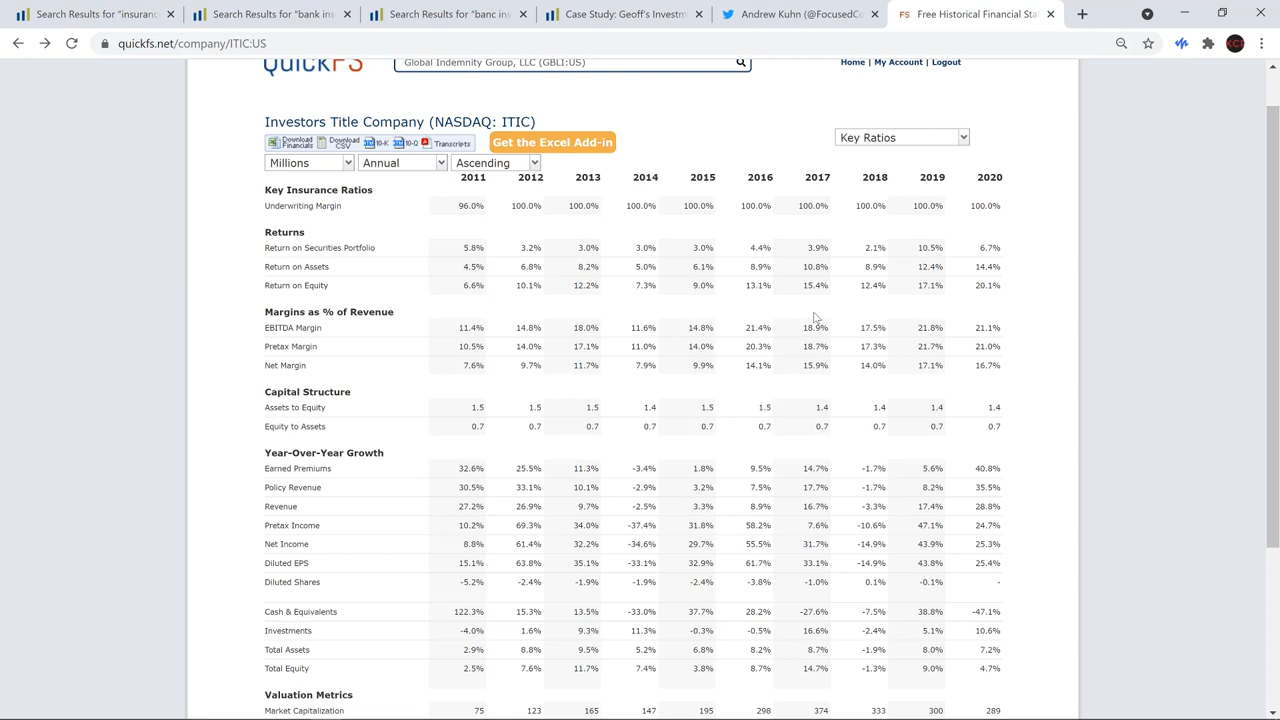 Search Results for "insuranc
Search Results for "bank ins
Search Results for "banc ins
Case Study: Geoff's Investm
Andrew Kuhn (@FocusedCo
FS Free Historical Financial Sta
quickfs.net/company/ITIC:US
KCF
QuickFS
Global Indemnity Group, LLC (GBLI:US)
Home | My Account | Logout
Investors Title Company (NASDAQ: ITIC)
Download Financials Download CSV 10-K 10-Q Transcripts
Get the Excel Add-in
Key Ratios
Millions Annual Ascending
2011 2012 2013 2014 2015 2016 2017 2018 2019 2020
Key Insurance Ratios
Underwriting Margin 96.0% 100.0% 100.0% 100.0% 100.0% 100.0% 100.0% 100.0% 100.0% 100.0%
Returns
Return on Securities Portfolio 5.8% 3.2% 3.0% 3.0% 3.0% 4.4% 3.9% 2.1% 10.5% 6.7%
Return on Assets 4.5% 6.8% 8.2% 5.0% 6.1% 8.9% 10.8% 8.9% 12.4% 14.4%
Return on Equity 6.6% 10.1% 12.2% 7.3% 9.0% 13.1% 15.4% 12.4% 17.1% 20.1%
Margins as % of Revenue
EBITDA Margin 11.4% 14.8% 18.0% 11.6% 14.8% 21.4% 18.9% 17.5% 21.8% 21.1%
Pretax Margin 10.5% 14.0% 17.1% 11.0% 14.0% 20.3% 18.7% 17.3% 21.7% 21.0%
Net Margin 7.6% 9.7% 11.7% 7.9% 9.9% 14.1% 15.9% 14.0% 17.1% 16.7%
Capital Structure
Assets to Equity 1.5 1.5 1.5 1.4 1.5 1.5 1.4 1.4 1.4 1.4
Equity to Assets 0.7 0.7 0.7 0.7 0.7 0.7 0.7 0.7 0.7 0.7
Year-Over-Year Growth
Earned Premiums 32.6% 25.5% 11.3% -3.4% 1.8% 9.5% 14.7% -1.7% 5.6% 40.8%
Policy Revenue 30.5% 33.1% 10.1% -2.9% 3.2% 7.5% 17.7% -1.7% 8.2% 35.5%
Revenue 27.2% 26.9% 9.7% -2.5% 3.3% 8.9% 16.7% -3.3% 17.4% 28.8%
Pretax Income 10.2% 69.3% 34.0% -37.4% 31.8% 58.2% 7.6% -10.6% 47.1% 24.7%
Net Income 8.8% 61.4% 32.2% -34.6% 29.7% 55.5% 31.7% -14.9% 43.9% 25.3%
Diluted EPS 15.1% 63.8% 35.1% -33.1% 32.9% 61.7% 33.1% -14.9% 43.8% 25.4%
Diluted Shares -5.2% -2.4% -1.9% -1.9% -2.4% -3.8% -1.0% 0.1% -0.1% -
Cash & Equivalents 122.3% 15.3% 13.5% -33.0% 37.7% 28.2% -27.6% -7.5% 38.8% -47.1%
Investments -4.0% 1.6% 9.3% 11.3% -0.3% -0.5% 16.6% -2.4% 5.1% 10.6%
Total Assets 2.9% 8.8% 9.5% 5.2% 6.8% 8.2% 8.7% -1.9% 8.0% 7.2%
Total Equity 2.5% 7.6% 11.7% 7.4% 3.8% 8.7% 14.7% -1.3% 9.0% 4.7%
Valuation Metrics
Market Capitalization 75 123 165 147 195 298 374 333 300 289